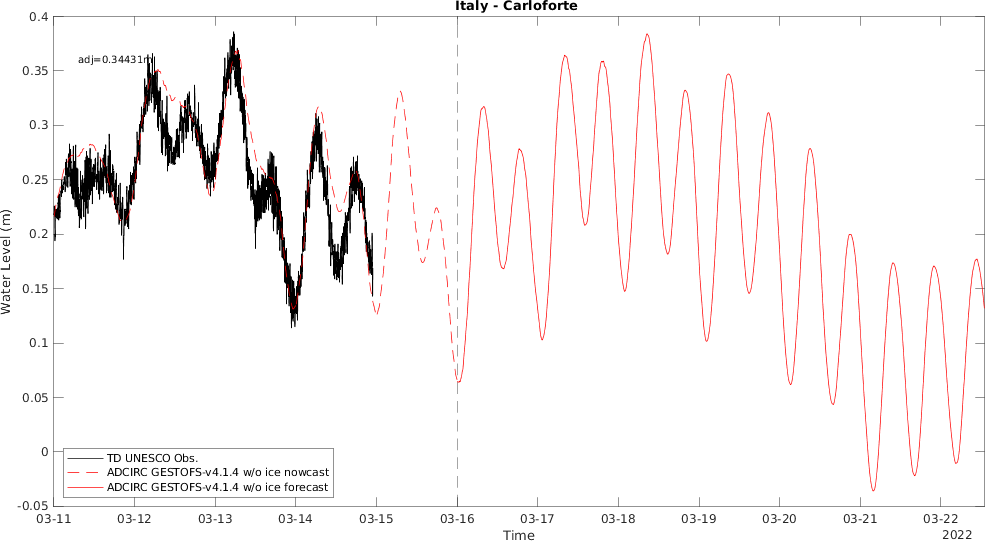 Italy - Carloforte
0.4
0.35
0.3
0.25
0.2
0.15
0.1
0.05
0
-0.05
Water Level (m)
adj=0.34431m
TD UNESCO Obs.
ADCIRC GESTOFS-v4.1.4 w/o ice nowcast
ADCIRC GESTOFS-v4.1.4 w/o ice forecast
03-11 03-12 03-13 03-14 03-15 03-16 03-17 03-18 03-19 03-20 03-21 03-22
Time
2022